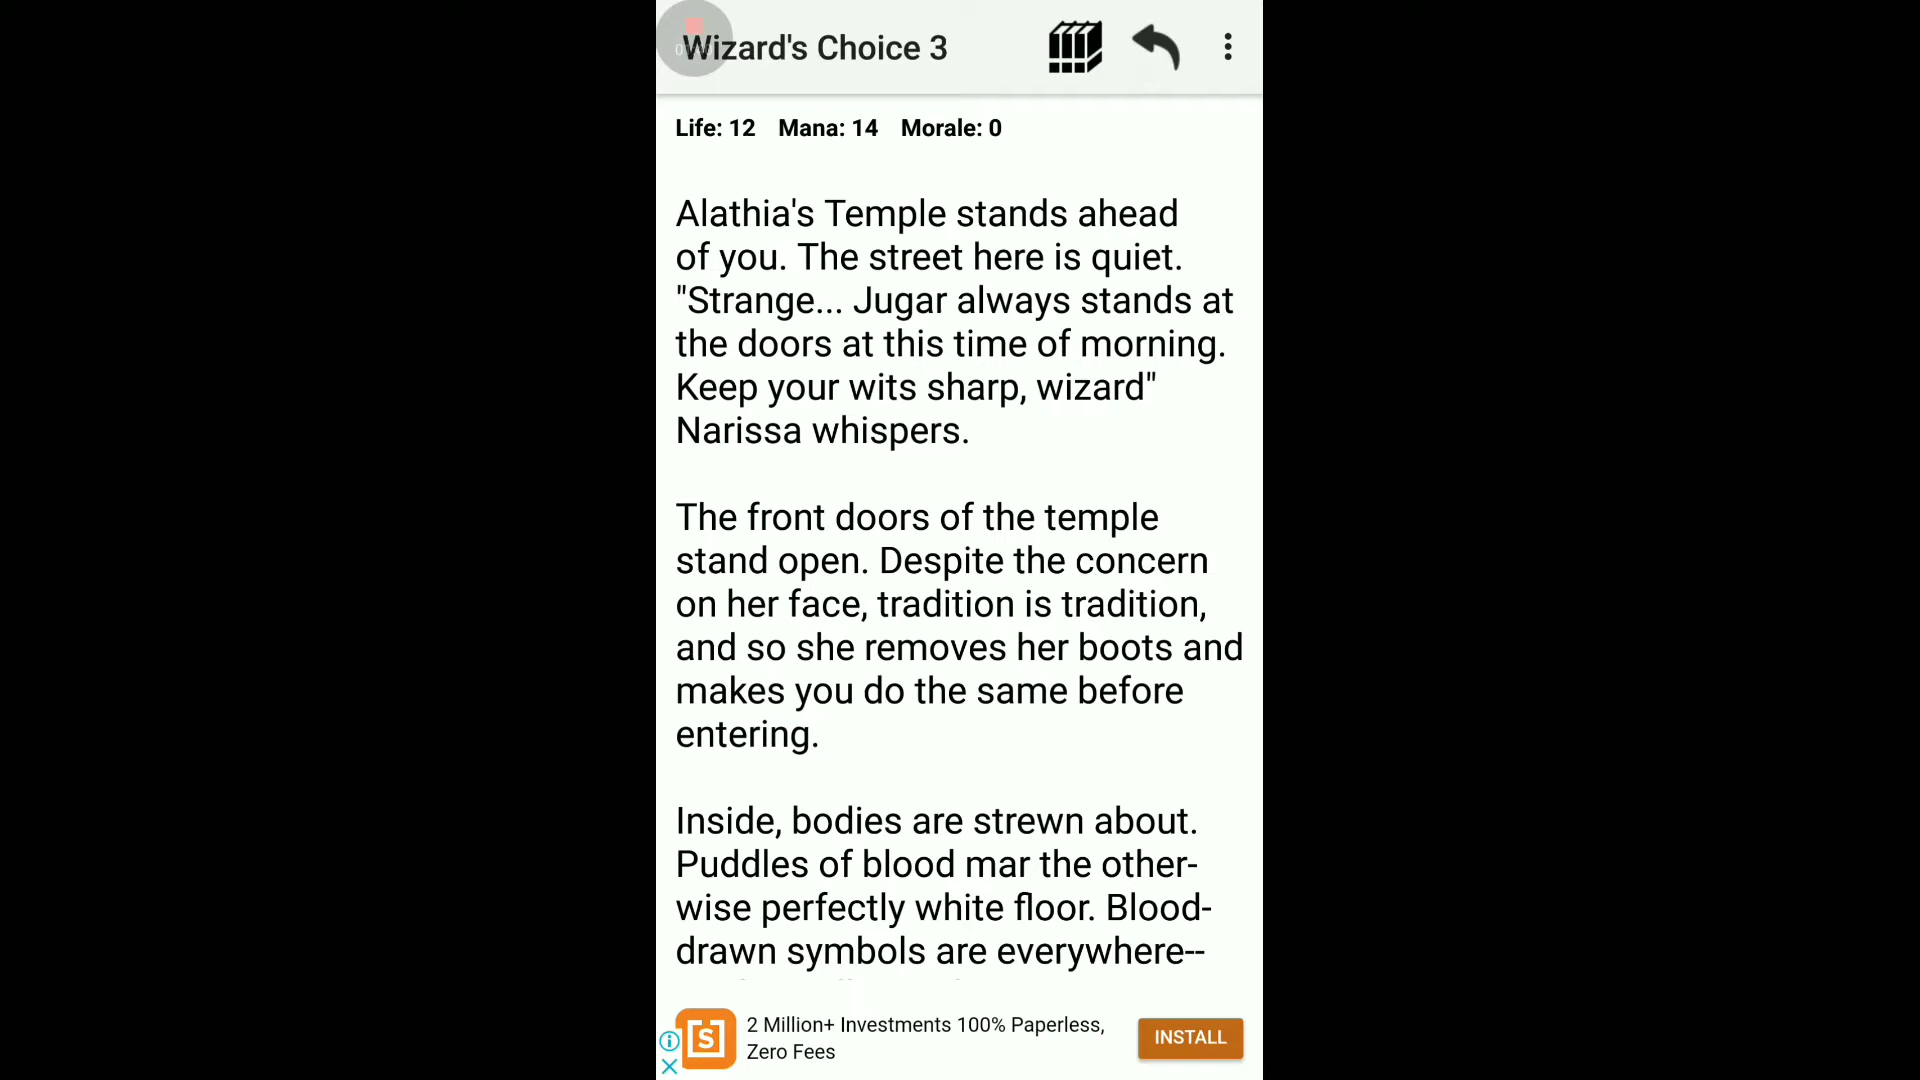 Wizard's Choice 3
Life: 12 Mana: 14 Morale: 0
Alathia's Temple stands ahead
of you. The street here is quiet.
"Strange... Jugar always stands at
the doors at this time of morning.
Keep your wits sharp, wizard"
Narissa whispers.
The front doors of the temple
stand open. Despite the concern
on her face, tradition is tradition,
and so she removes her boots and
makes you do the same before
entering.
Inside, bodies are strewn about.
Puddles of blood mar the other-
wise perfectly white floor. Blood-
drawn symbols are everywhere--
S
2 Million+ Investments 100% Paperless,
Zero Fees
INSTALL